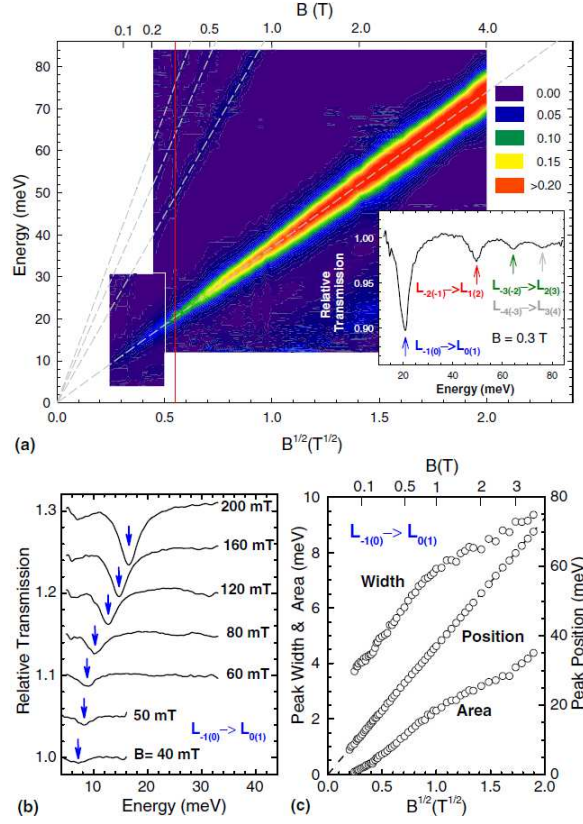 B (T)
0.1 0.3 0.5 1.0 2.0 4.0
80
70
60
50
40
30
20
10
0
Energy (meV)
0.00
0.05
0.10
0.15
>0.20
1.00
0.95
0.90
Relative
Transmission
L-2(-1)->L1(2)
L-3(-2)->L2(3)
L-4(-3)->L3(4)
B = 0.3 T
L-1(0)->L0(1)
20 40 60 80
Energy (meV)
0.0 0.5 1.0 1.5 2.0
(a)
B1/2(T1/2)
1.3
1.2
1.1
1.0
Relative Transmission
200 mT
160 mT
120 mT
80 mT
60 mT
50 mT
L-1(0)-> L0(1)
B= 40 mT
10 20 30 40
(b)
Energy (meV)
B(T)
0.1 0.5 1 2 3
10
8
6
4
2
0
Peak Width & Area (meV)
L-1(0)-> L0(1)
Width
Position
Area
80
60
40
20
0
Peak Position (meV)
0.0 0.5 1.0 1.5 2.0
(c)
B1/2(T1/2)